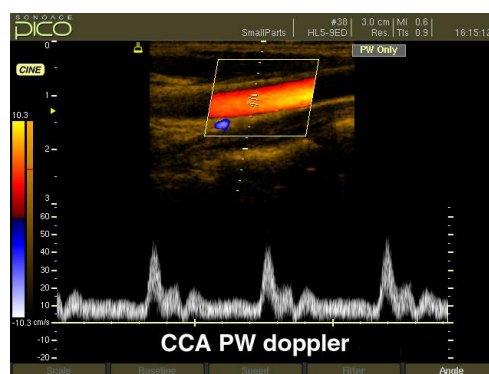 SONOACE
PICO
SmallParts
#38 3.0 cm MI 0.6
HL5-9ED Res. TIs 0.9
16:15:12
PW Only
CINE
0
1
2
3
10.3
-10.3 cm/s
60
50
40
30
20
10
-10
-20
CCA PW doppler
Scale Baseline Speed Filter Angle